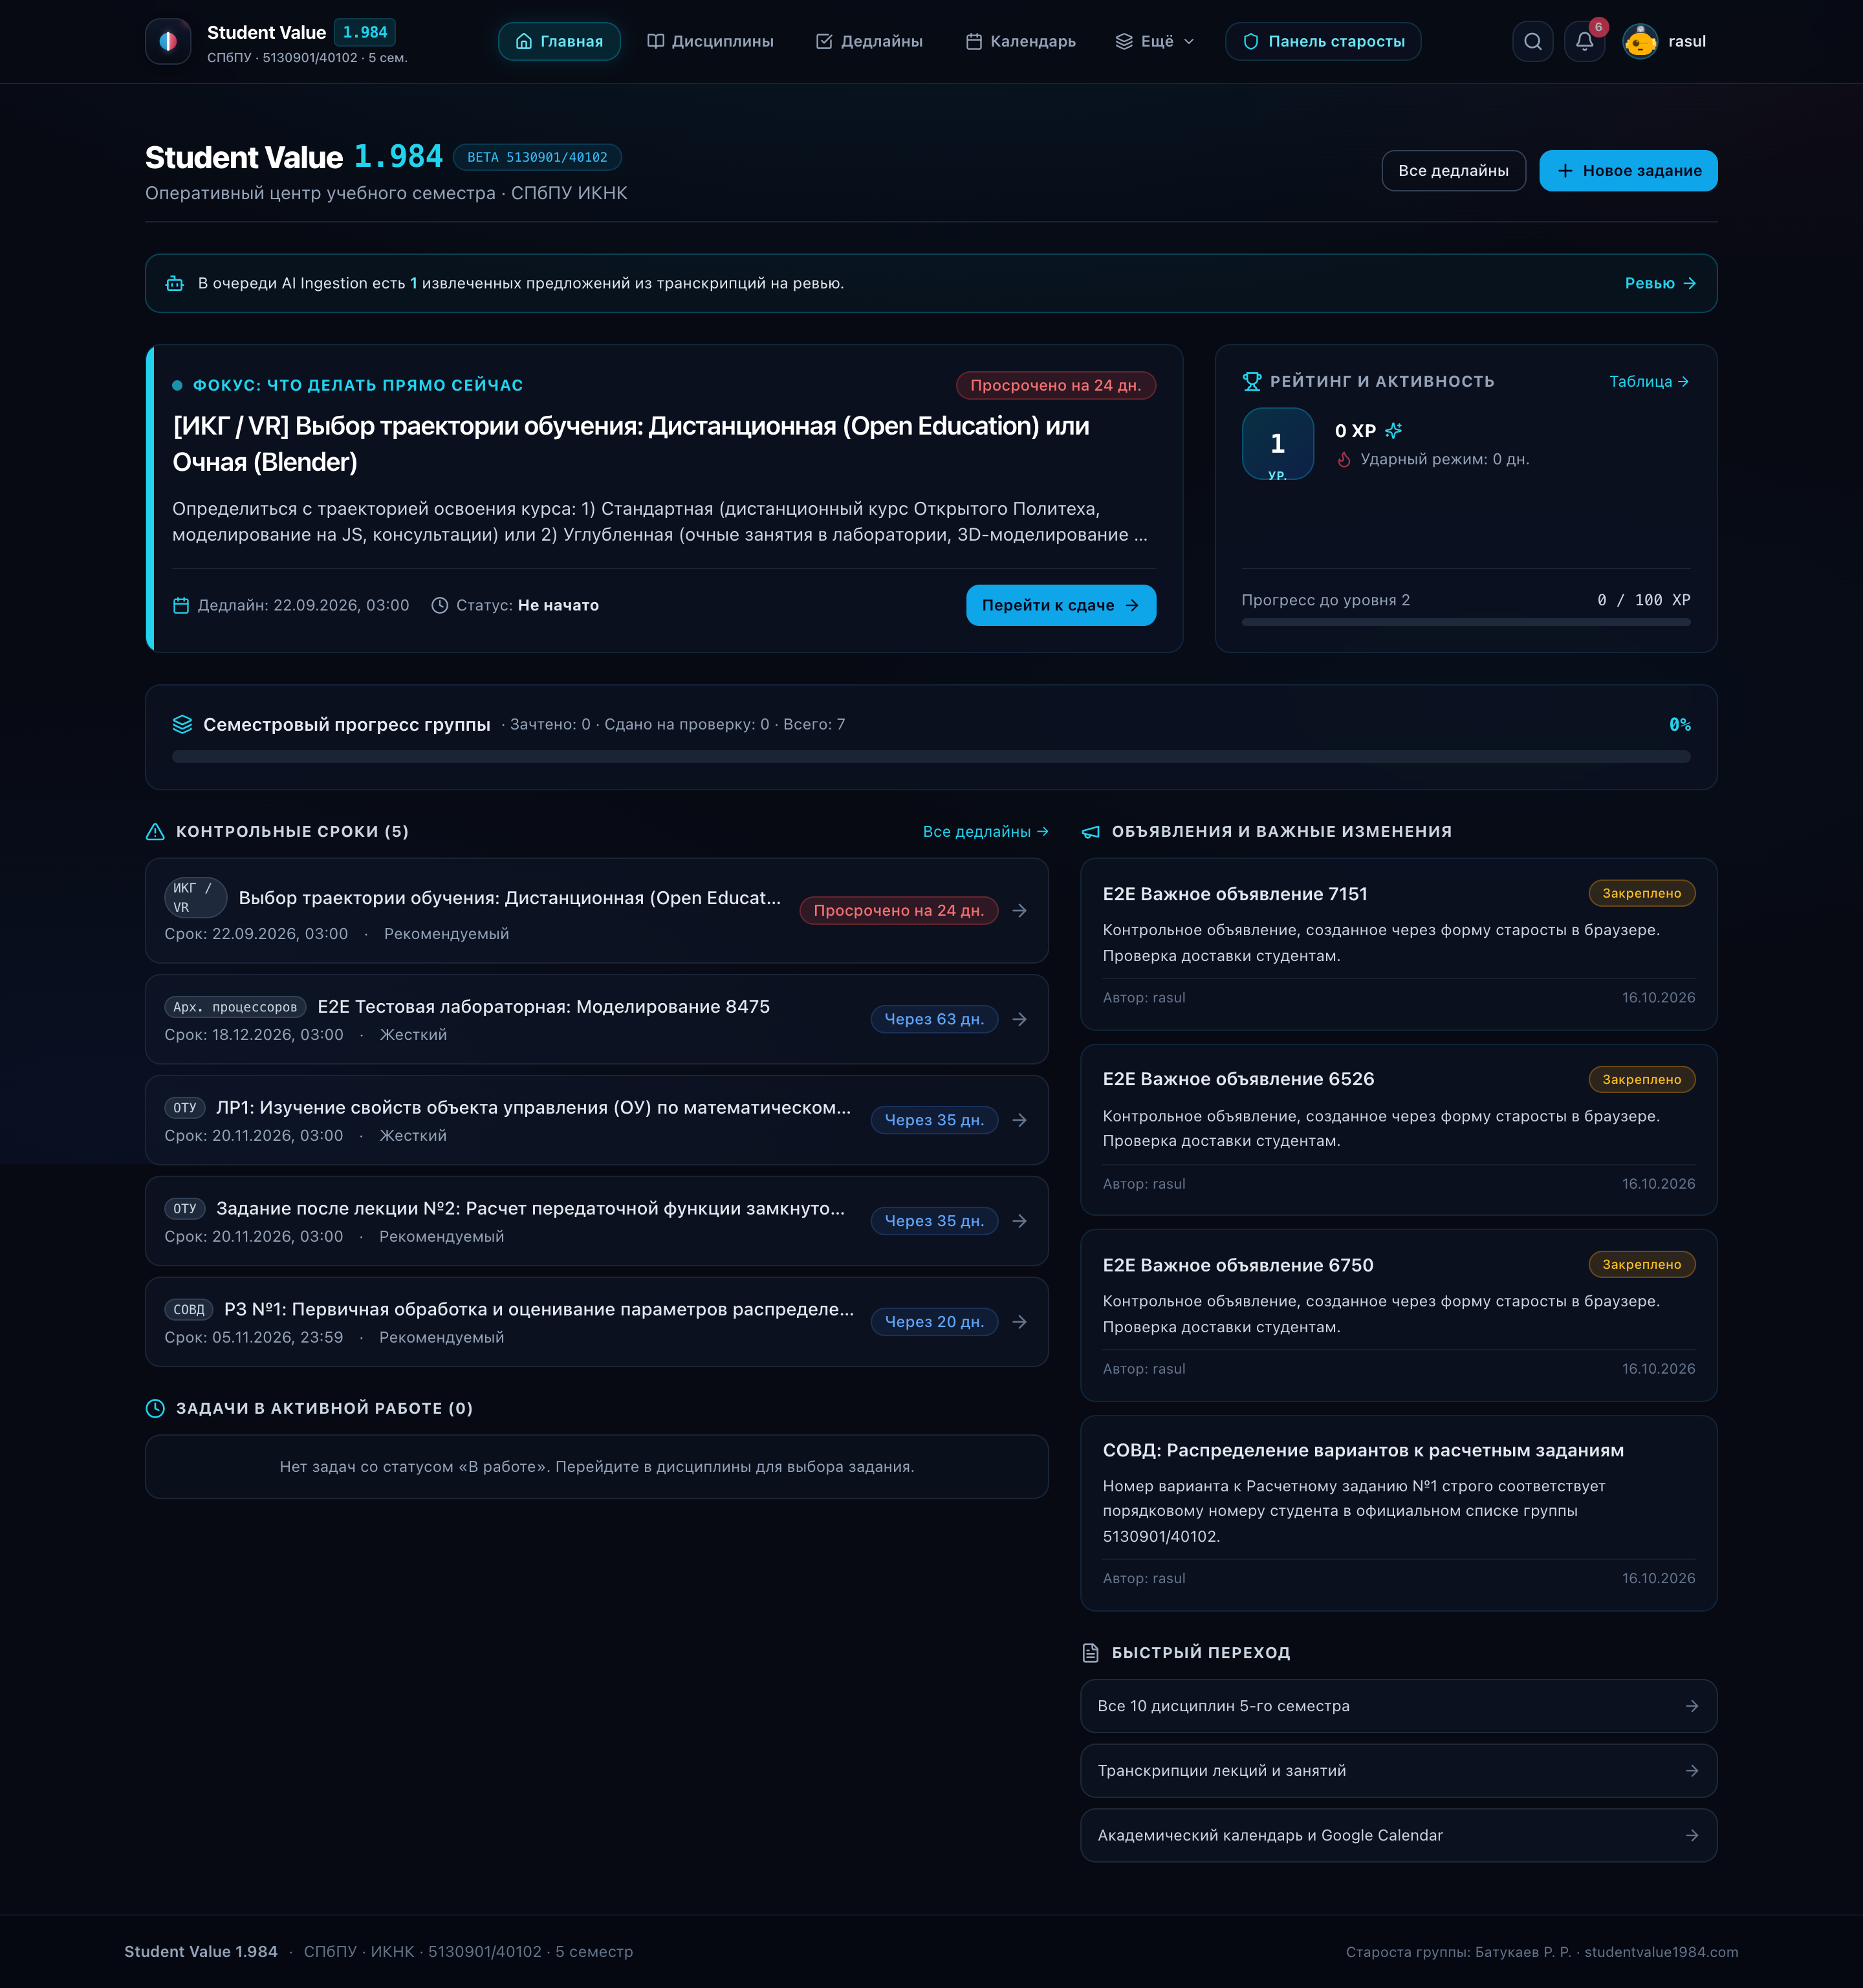 Student Value 1.984
СПбПУ · 5130901/40102 · 5 сем.
Главная
Дисциплины
Дедлайны
Календарь
Ещё
Панель старосты
6
rasul
Student Value 1.984 BETA 5130901/40102
Оперативный центр учебного семестра · СПбПУ ИКНК
Все дедлайны
Новое задание
В очереди AI Ingestion есть 1 извлеченных предложений из транскрипций на ревью.
Ревью →
ФОКУС: ЧТО ДЕЛАТЬ ПРЯМО СЕЙЧАС
Просрочено на 24 дн.
[ИКГ / VR] Выбор траектории обучения: Дистанционная (Open Education) или
Очная (Blender)
Определиться с траекторией освоения курса: 1) Стандартная (дистанционный курс Открытого Политеха,
моделирование на JS, консультации) или 2) Углубленная (очные занятия в лаборатории, 3D-моделирование ...
Дедлайн: 22.09.2026, 03:00
Статус: Не начато
Перейти к сдаче →
РЕЙТИНГ И АКТИВНОСТЬ
Таблица →
1
УР.
0 XP
Ударный режим: 0 дн.
Прогресс до уровня 2
0 / 100 XP
Семестровый прогресс группы · Зачтено: 0 · Сдано на проверку: 0 · Всего: 7
0%
КОНТРОЛЬНЫЕ СРОКИ (5)
Все дедлайны →
ИКГ /
VR
Выбор траектории обучения: Дистанционная (Open Educat...
Просрочено на 24 дн.
Срок: 22.09.2026, 03:00 · Рекомендуемый
Арх. процессоров
E2E Тестовая лабораторная: Моделирование 8475
Через 63 дн.
Срок: 18.12.2026, 03:00 · Жесткий
ОТУ
ЛР1: Изучение свойств объекта управления (ОУ) по математическом...
Через 35 дн.
Срок: 20.11.2026, 03:00 · Жесткий
ОТУ
Задание после лекции №2: Расчет передаточной функции замкнуто...
Через 35 дн.
Срок: 20.11.2026, 03:00 · Рекомендуемый
СОВД
РЗ №1: Первичная обработка и оценивание параметров распределе...
Через 20 дн.
Срок: 05.11.2026, 23:59 · Рекомендуемый
ЗАДАЧИ В АКТИВНОЙ РАБОТЕ (0)
Нет задач со статусом «В работе». Перейдите в дисциплины для выбора задания.
ОБЪЯВЛЕНИЯ И ВАЖНЫЕ ИЗМЕНЕНИЯ
E2E Важное объявление 7151
Закреплено
Контрольное объявление, созданное через форму старосты в браузере.
Проверка доставки студентам.
Автор: rasul
16.10.2026
E2E Важное объявление 6526
Закреплено
Контрольное объявление, созданное через форму старосты в браузере.
Проверка доставки студентам.
Автор: rasul
16.10.2026
E2E Важное объявление 6750
Закреплено
Контрольное объявление, созданное через форму старосты в браузере.
Проверка доставки студентам.
Автор: rasul
16.10.2026
СОВД: Распределение вариантов к расчетным заданиям
Номер варианта к Расчетному заданию №1 строго соответствует
порядковому номеру студента в официальном списке группы
5130901/40102.
Автор: rasul
16.10.2026
БЫСТРЫЙ ПЕРЕХОД
Все 10 дисциплин 5-го семестра
Транскрипции лекций и занятий
Академический календарь и Google Calendar
Student Value 1.984 · СПбПУ · ИКНК · 5130901/40102 · 5 семестр
Староста группы: Батукаев Р. Р. · studentvalue1984.com